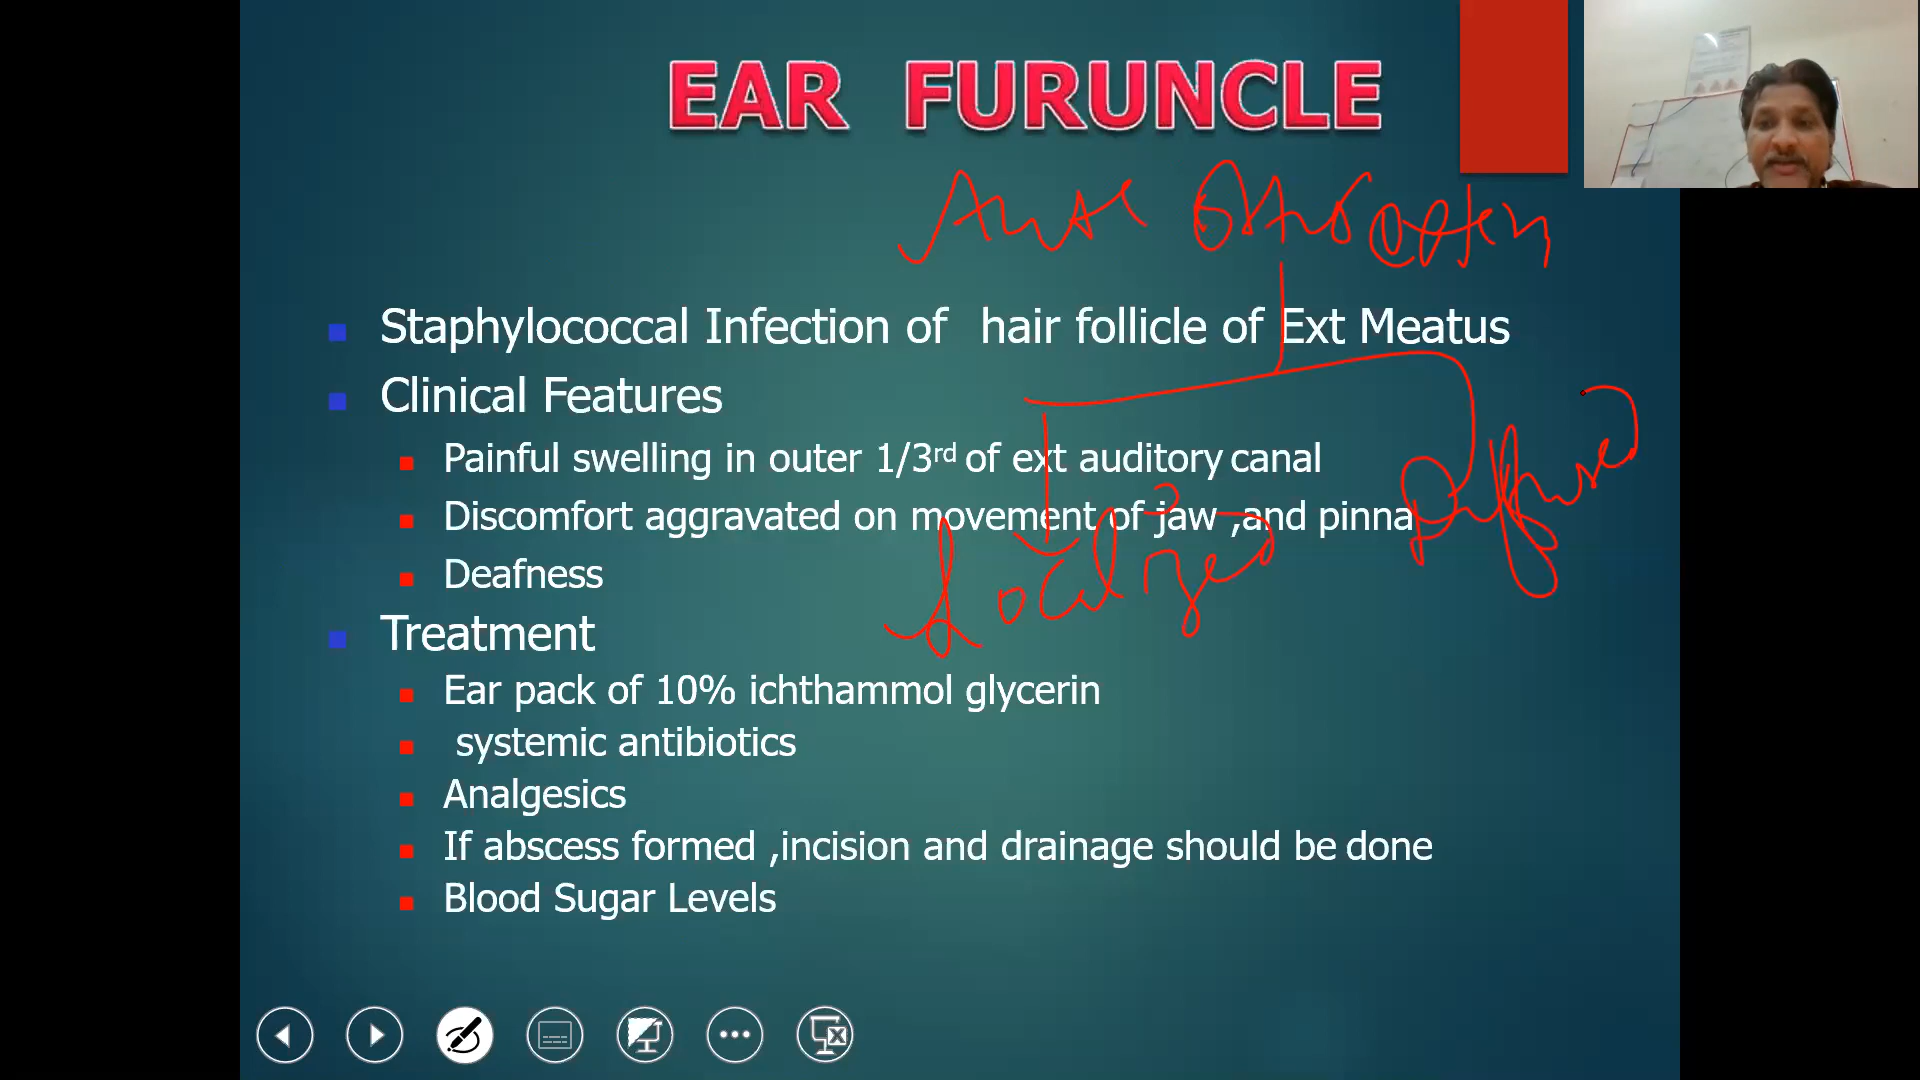 EAR FURUNCLE
Staphylococcal Infection of hair follicle of Ext Meatus
Clinical Features
Painful swelling in outer 1/3rd of ext auditory canal
Discomfort aggravated on movement of jaw ,and pinna
Deafness
Localized
Diffuse
Treatment
Ear pack of 10% ichthammol glycerin
systemic antibiotics
Analgesics
If abscess formed ,incision and drainage should be done
Blood Sugar Levels